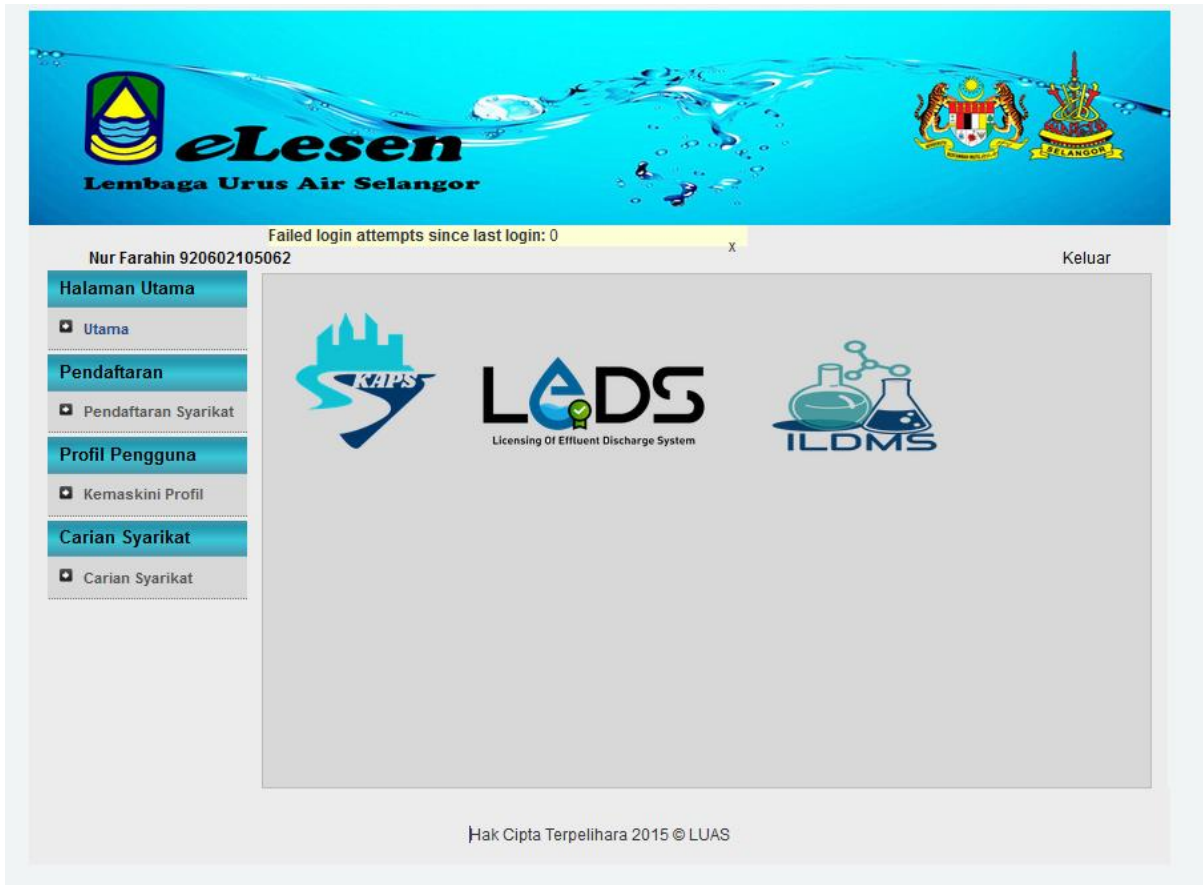 eLesen
Lembaga Urus Air Selangor
SELANGOR
Failed login attempts since last login: 0
x
Nur Farahin 920602105062
Keluar
Halaman Utama
Utama
Pendaftaran
Pendaftaran Syarikat
Profil Pengguna
Kemaskini Profil
Carian Syarikat
Carian Syarikat
SKAPS
LeDS
Licensing Of Effluent Discharge System
ILDMS
Hak Cipta Terpelihara 2015 © LUAS